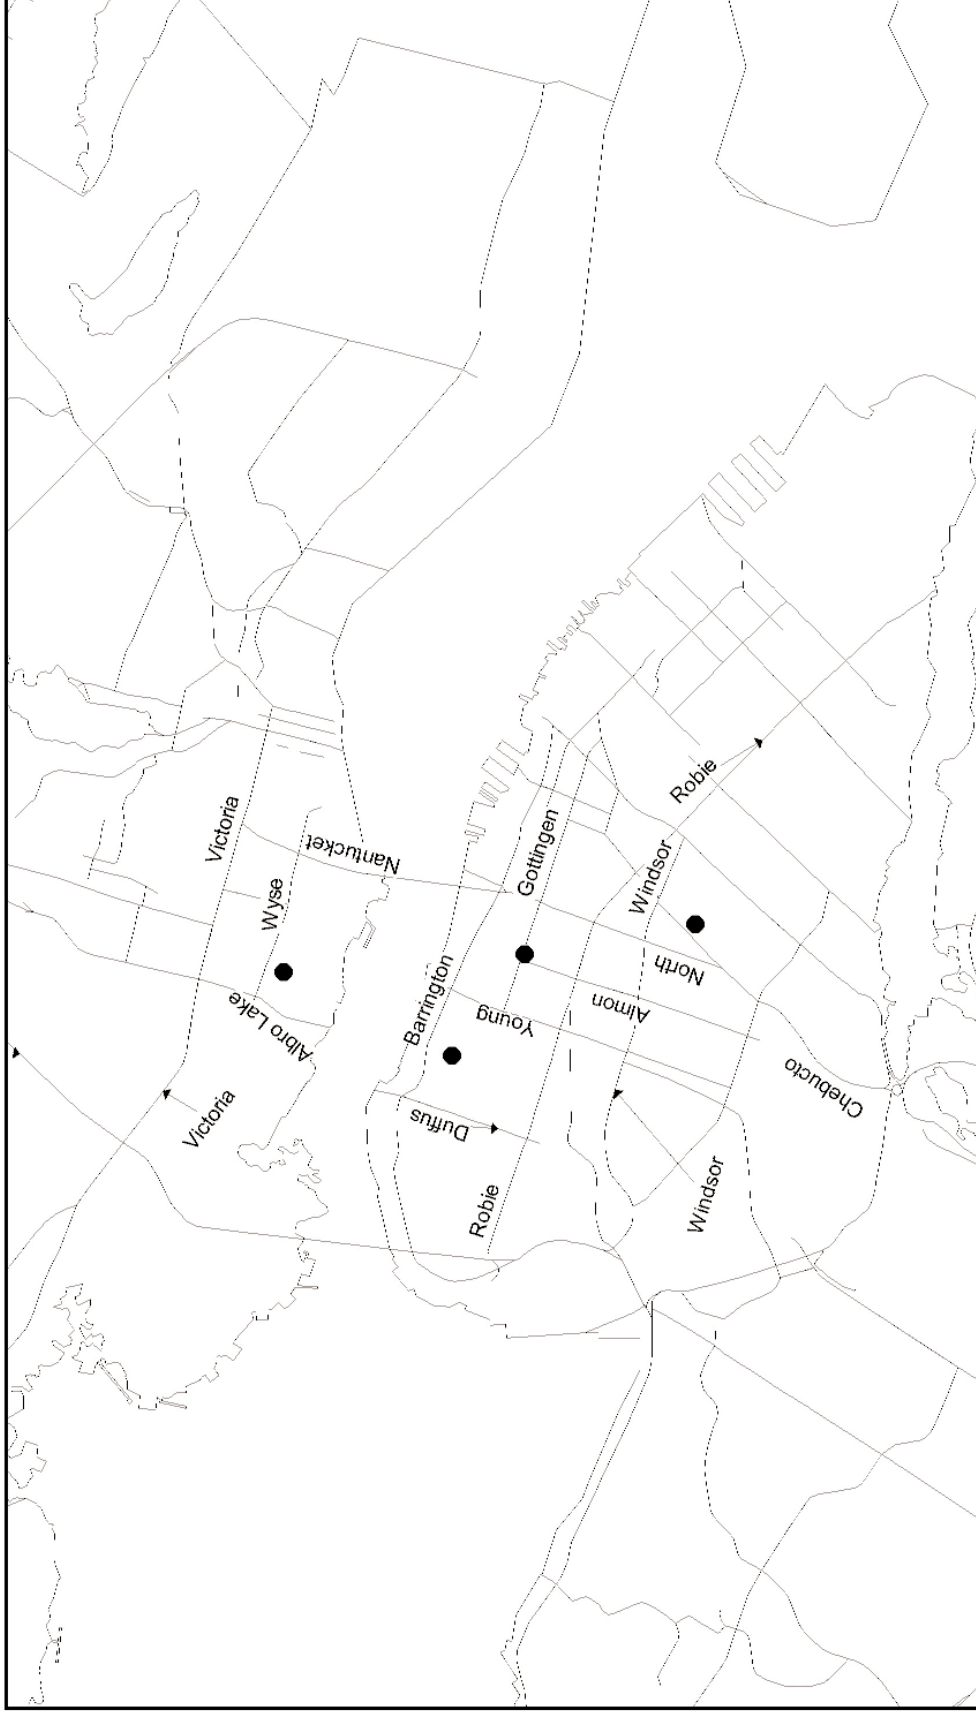 Victoria
Nantucket
Wyse
Albro Lake
Victoria
Gottingen
Barrington
Young
Duffus
Robie
Robie
Windsor
North
Almon
Chebucto
Windsor